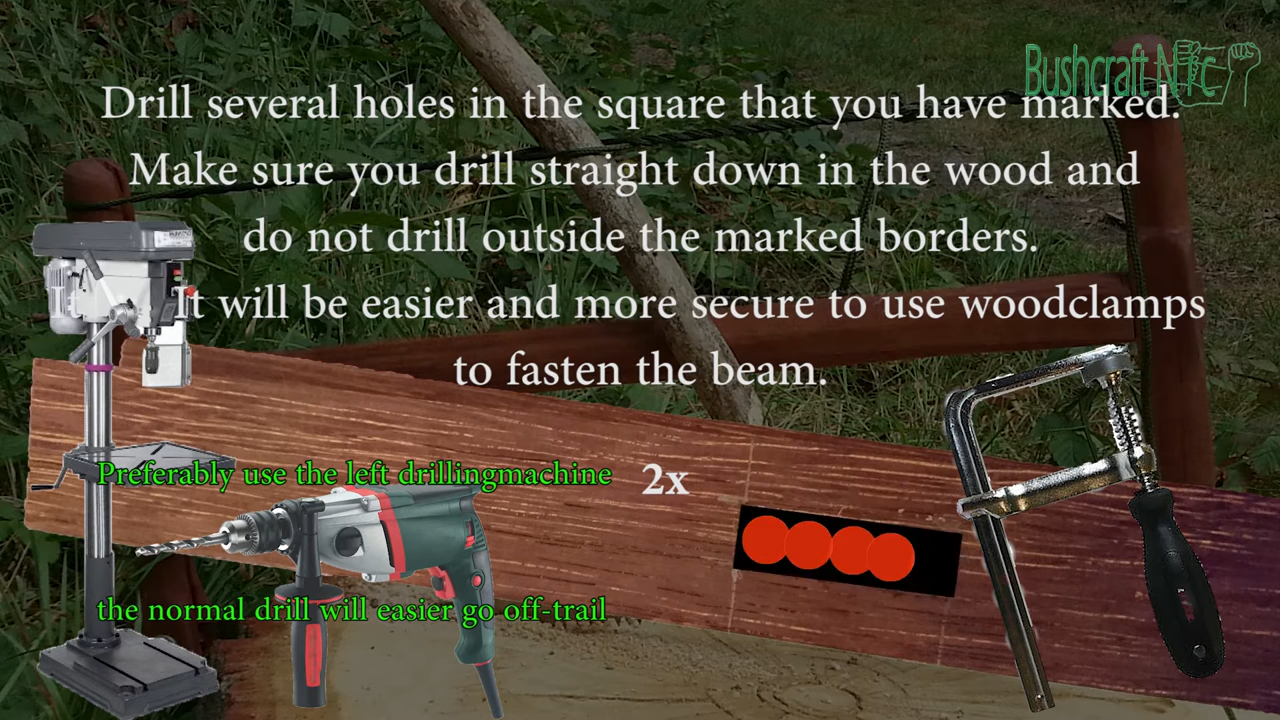 Bushcraft Nic
Drill several holes in the square that you have marked.
Make sure you drill straight down in the wood and
do not drill outside the marked borders.
It will be easier and more secure to use woodclamps
to fasten the beam.
Preferably use the left drillingmachine
2x
the normal drill will easier go off-trail